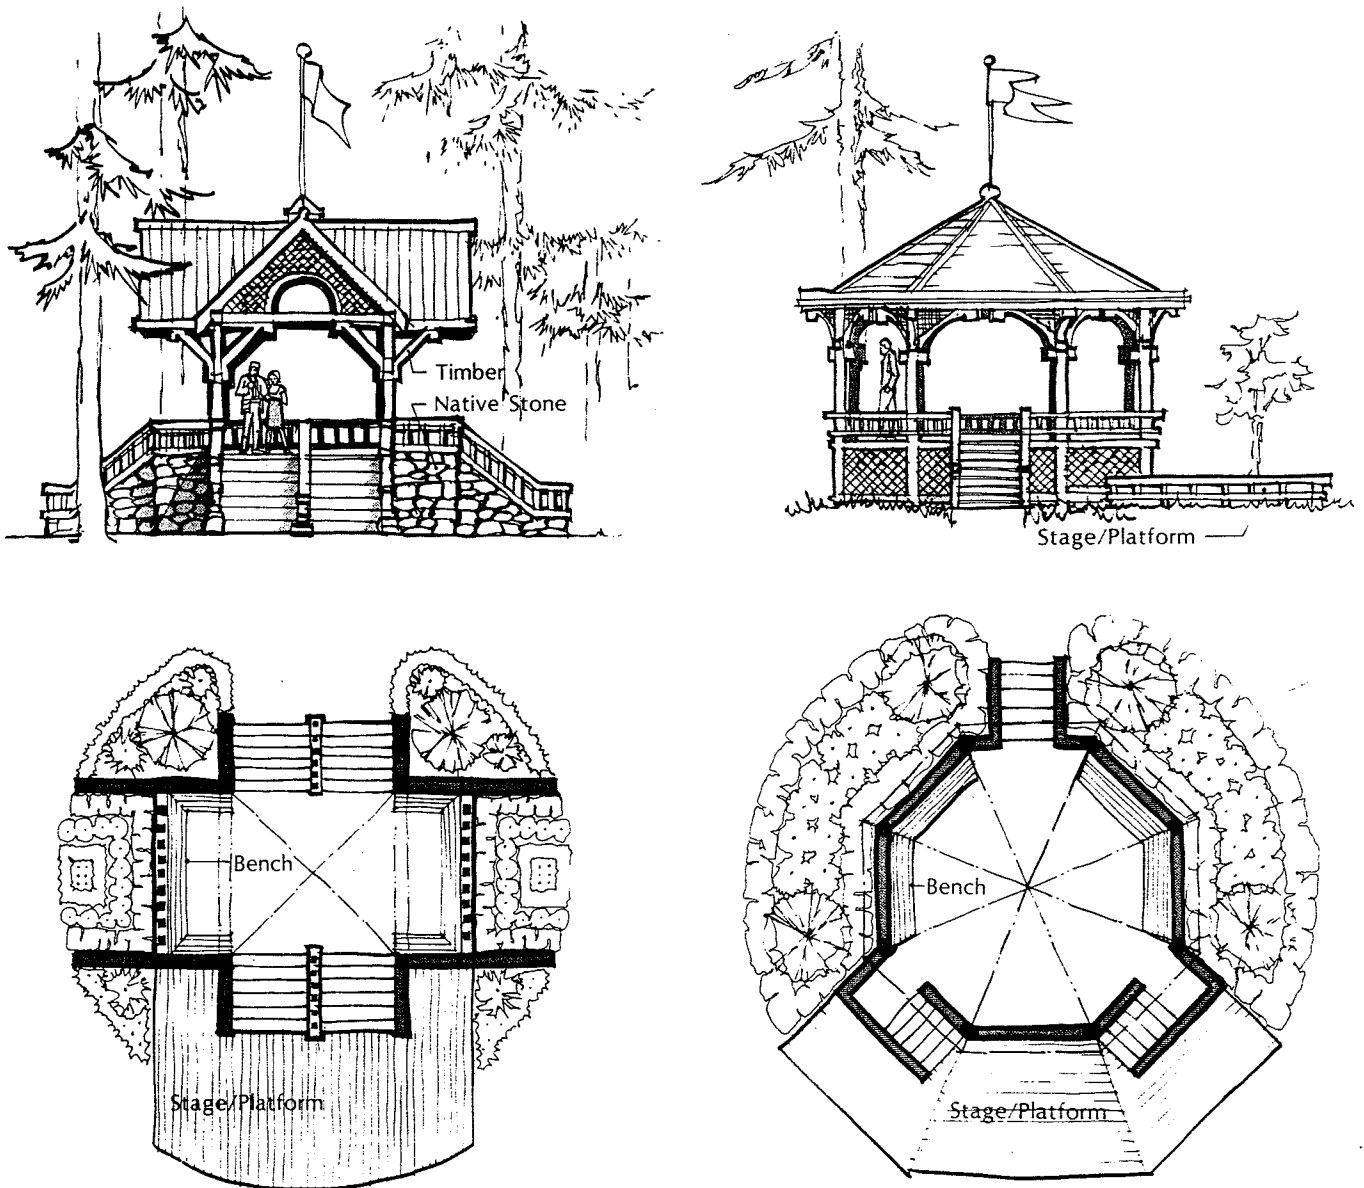 Timber
Native Stone
Stage/Platform
Bench
Stage/Platform
Bench
Stage/Platform